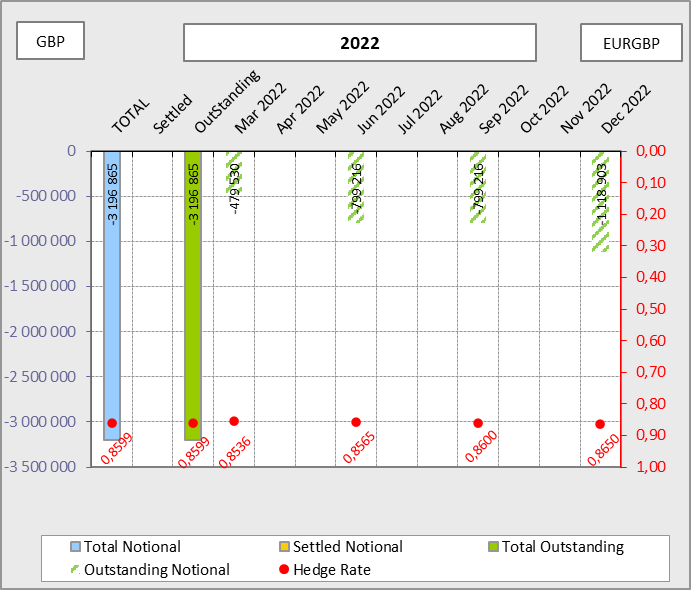 GBP
2022
EURGBP
TOTAL
Settled
OutStanding
Mar 2022
Apr 2022
May 2022
Jun 2022
Jul 2022
Aug 2022
Sep 2022
Oct 2022
Nov 2022
Dec 2022
0
-500 000
-1 000 000
-1 500 000
-2 000 000
-2 500 000
-3 000 000
-3 500 000
-3 196 865
-3 196 865
-479 530
-799 216
-799 216
-1 118 903
0,8599
0,8599
0,8536
0,8565
0,8600
0,8650
0,00
0,10
0,20
0,30
0,40
0,50
0,60
0,70
0,80
0,90
1,00
Total Notional
Settled Notional
Total Outstanding
Outstanding Notional
Hedge Rate